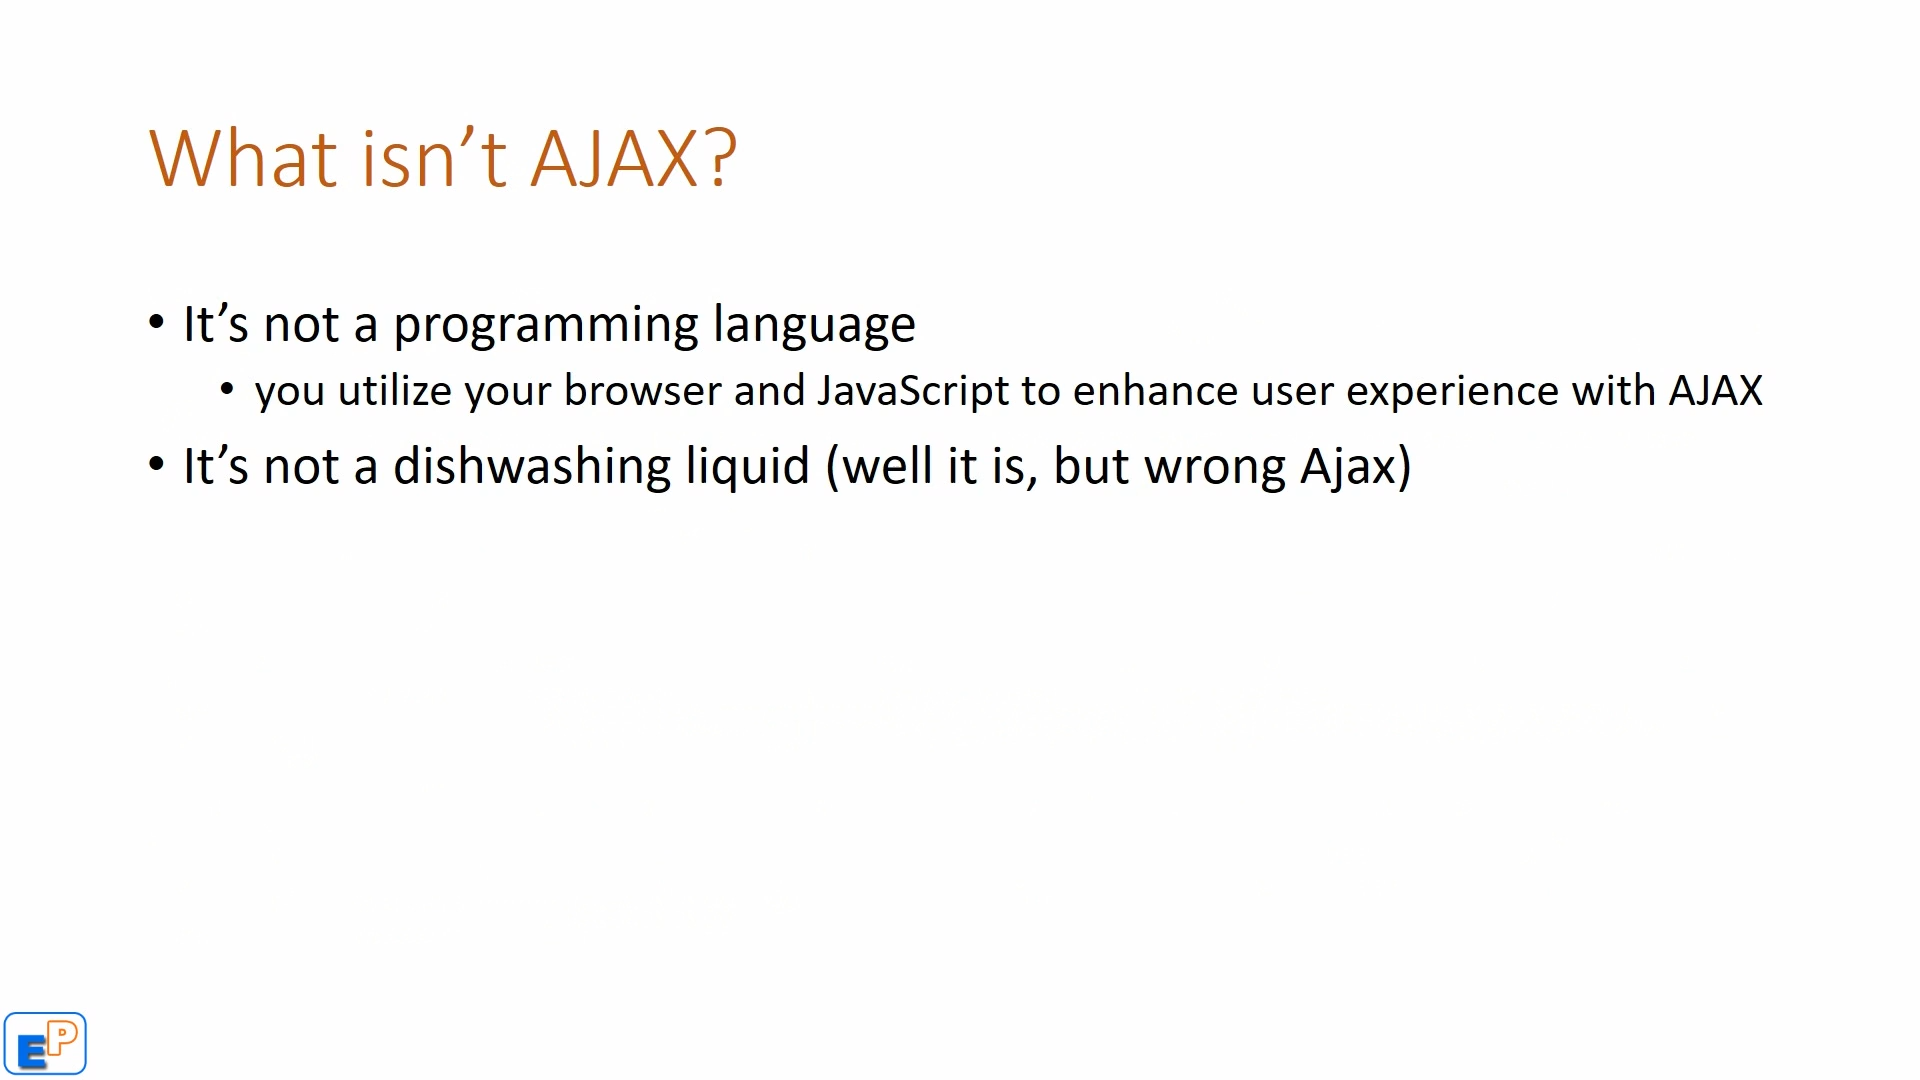 What isn’t AJAX?
• It’s not a programming language
• you utilize your browser and JavaScript to enhance user experience with AJAX
• It’s not a dishwashing liquid (well it is, but wrong Ajax)
EP